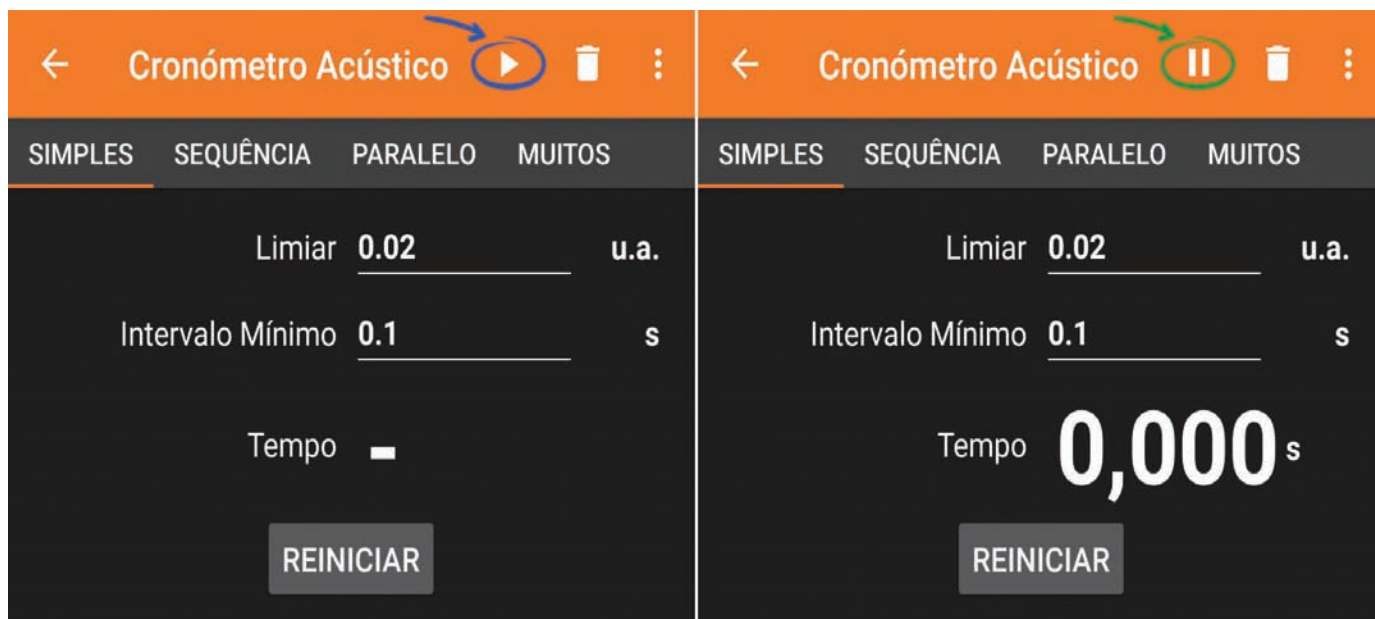 Cronómetro Acústico
SIMPLES SEQUÊNCIA PARALELO MUITOS
Limiar 0.02 u.a.
Intervalo Mínimo 0.1 s
Tempo -
REINICIAR
Cronómetro Acústico
SIMPLES SEQUÊNCIA PARALELO MUITOS
Limiar 0.02 u.a.
Intervalo Mínimo 0.1 s
Tempo 0,000 s
REINICIAR